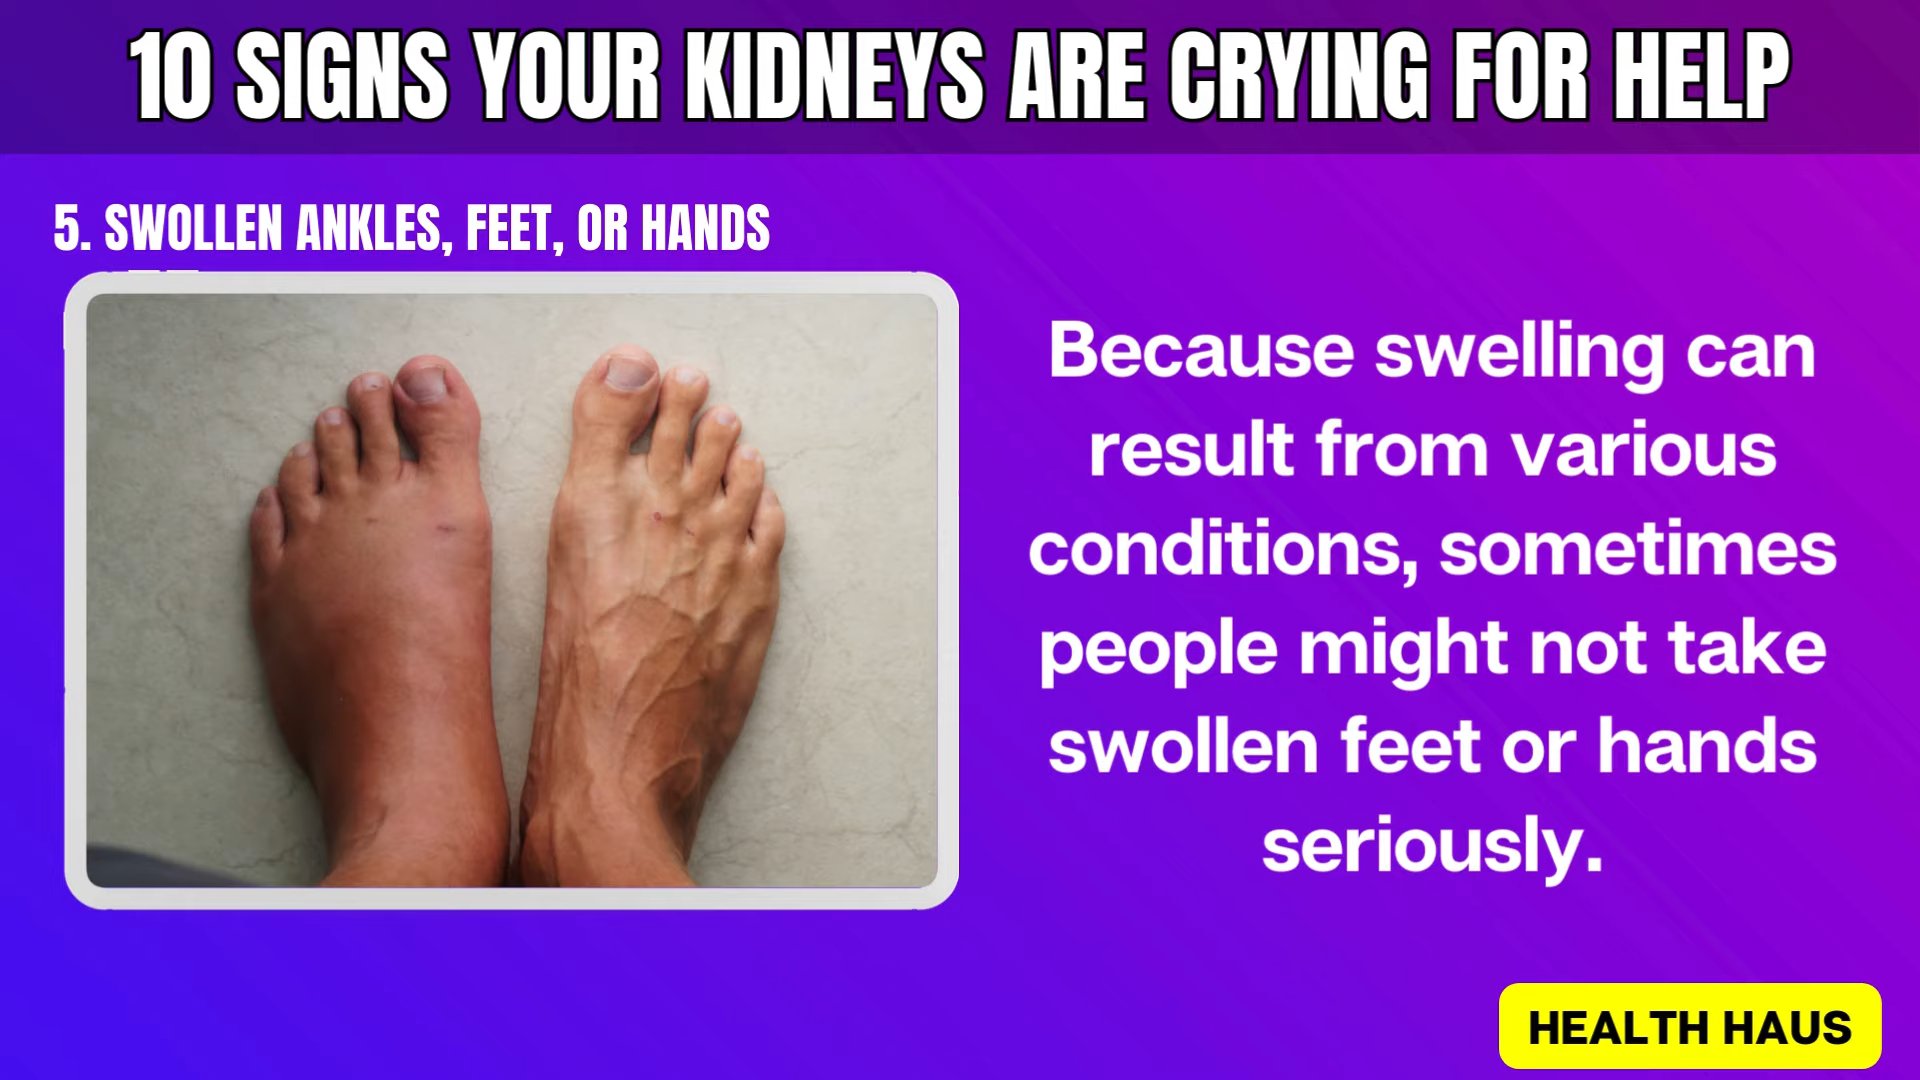 10 SIGNS YOUR KIDNEYS ARE CRYING FOR HELP
5. SWOLLEN ANKLES, FEET, OR HANDS
Because swelling can
result from various
conditions, sometimes
people might not take
swollen feet or hands
seriously.
HEALTH HAUS